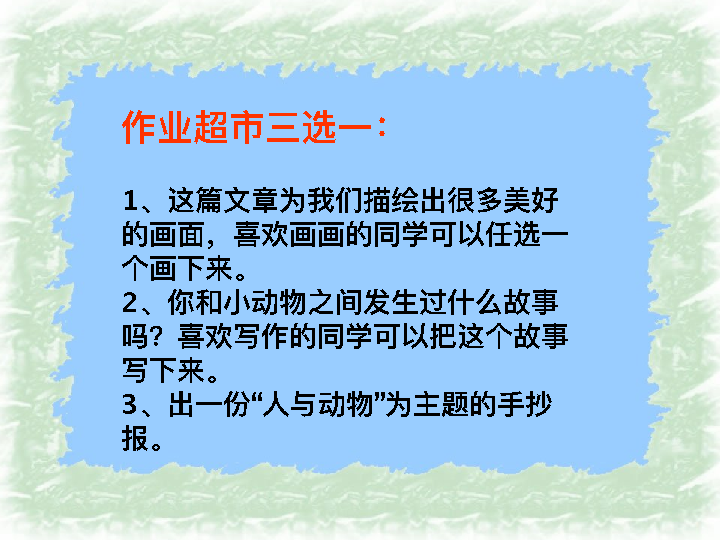 作业超市三选一：
1、这篇文章为我们描绘出很多美好
的画面，喜欢画画的同学可以任选一
个画下来。
2、你和小动物之间发生过什么故事
吗？喜欢写作的同学可以把这个故事
写下来。
3、出一份“人与动物”为主题的手抄
报。